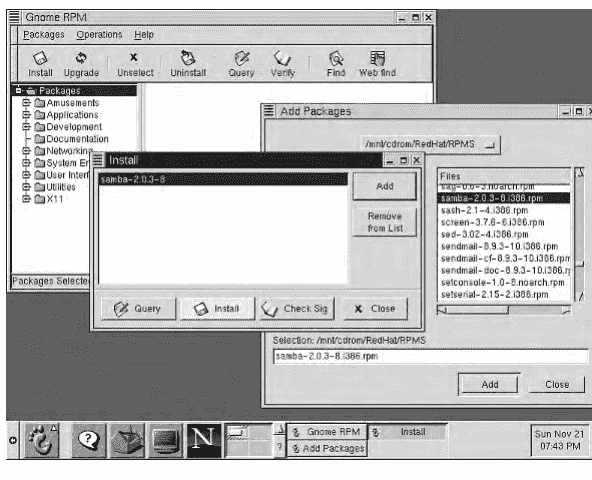 Gnome RPM
Packages Operations Help
Install Upgrade Unselect Uninstall Query Verify Find Web find
Packages
Amusements
Applications
Development
Documentation
Networking
System En
User Interf
Utilities
X11
Packages Selected
Add Packages
/mnt/cdrom/RedHat/RPMS
Files
sag-0.6-3.noarch.rpm
samba-2.0.3-8.i386.rpm
sash-2.1-4.i386.rpm
screen-3.7.6-6.i386.rpm
sed-3.02-4.i386.rpm
sendmail-8.9.3-10.i386.rpm
sendmail-cf-8.9.3-10.i386.rpm
sendmail-doc-8.9.3-10.i386.r
setconsole-1.0-8.noarch.rpm
setserial-2.15-2.i386.rpm
Selection: /mnt/cdrom/RedHat/RPMS
samba-2.0.3-8.i386.rpm
Add Close
Install
samba-2.0.3-8
Add
Remove
from List
Query Install Check Sig Close
N
Gnome RPM
Install
Add Packages
Sun Nov 21
07:43 PM